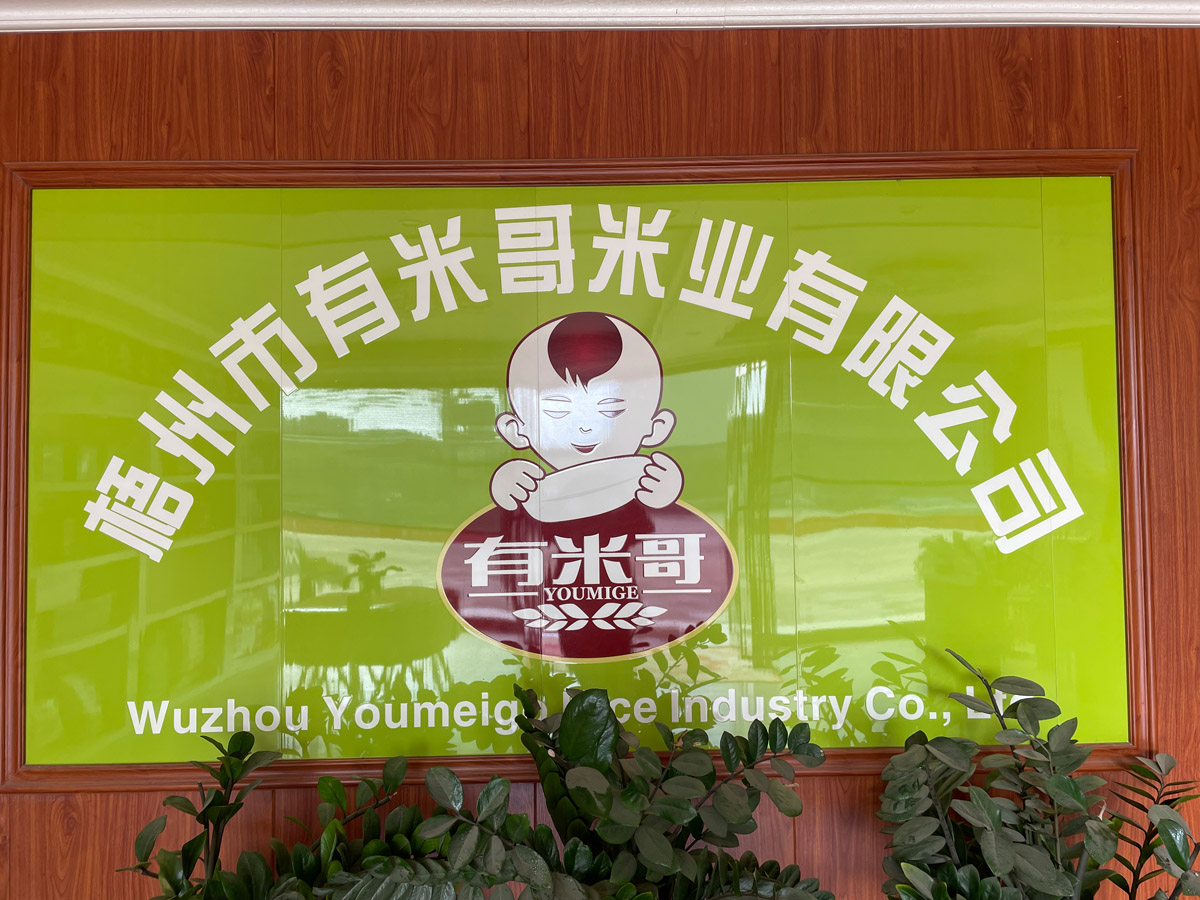 梧州市有米哥米业有限公司
有米哥
YOUMIGE
Wuzhou Youmeig Industry Co.,